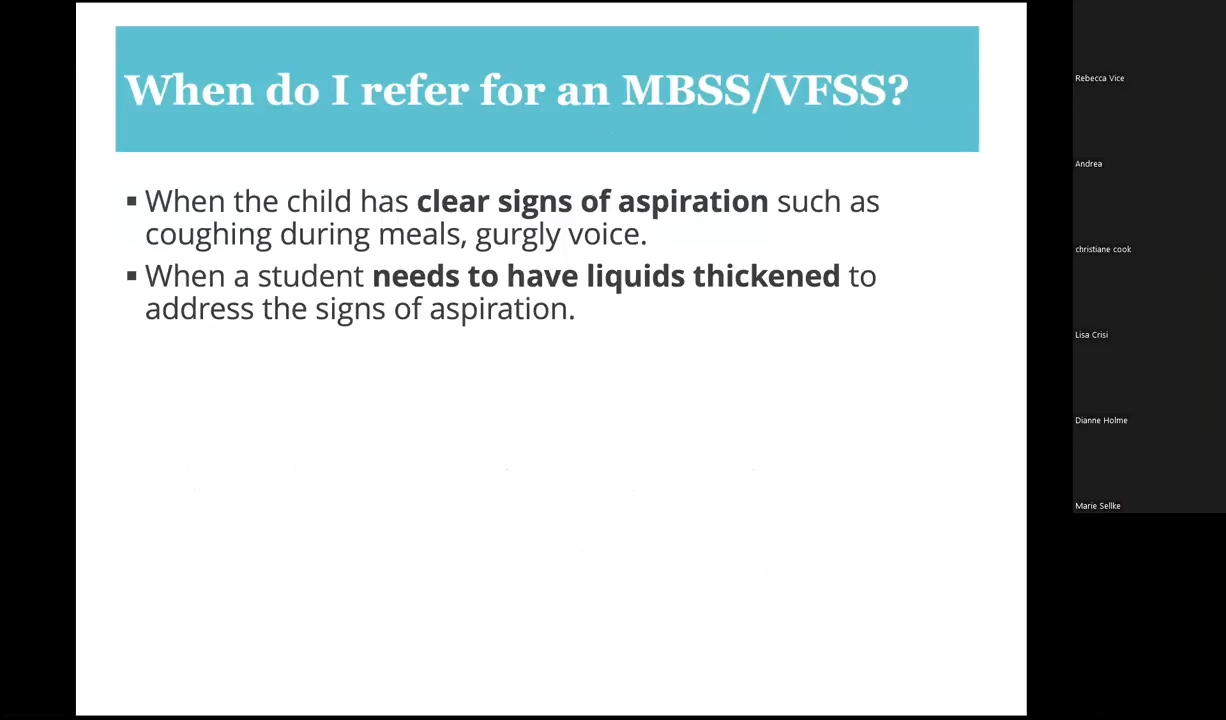 When do I refer for an MBSS/VFSS?
▪ When the child has clear signs of aspiration such as
coughing during meals, gurgly voice.
▪ When a student needs to have liquids thickened to
address the signs of aspiration.
Rebecca Vice
Andrea
christiane cook
Lisa Crisi
Dianne Holme
Marie Sellke